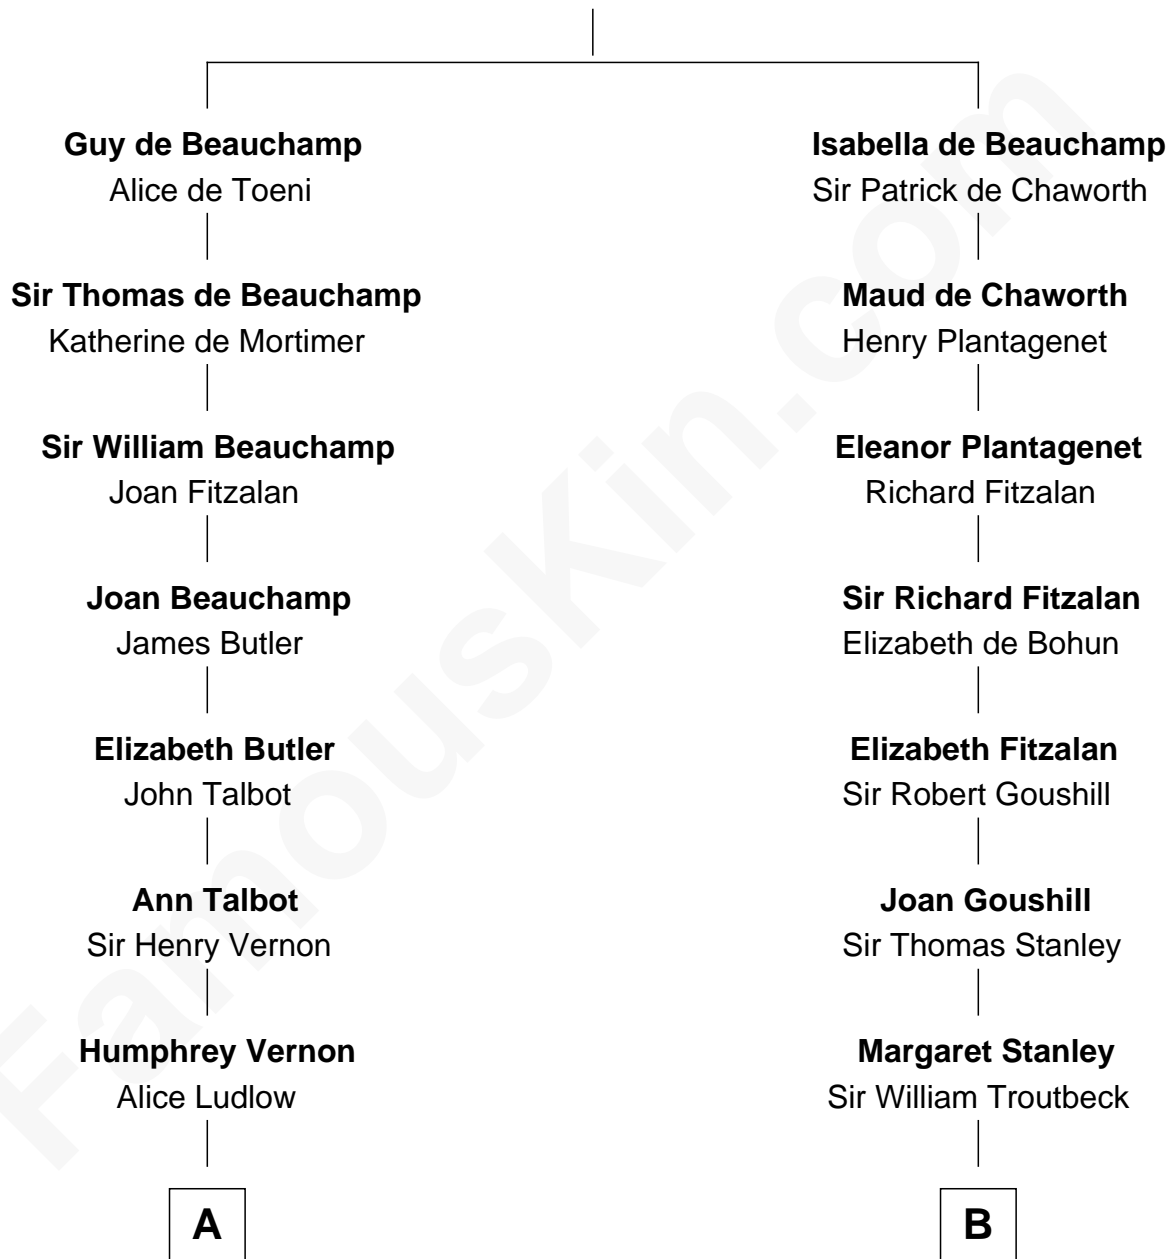 Guy de Beauchamp
Alice de Toeni
Sir Thomas de Beauchamp
Katherine de Mortimer
Sir William Beauchamp
Joan Fitzalan
Joan Beauchamp
James Butler
Elizabeth Butler
John Talbot
Ann Talbot
Sir Henry Vernon
Humphrey Vernon
Alice Ludlow
A
Isabella de Beauchamp
Sir Patrick de Chaworth
Maud de Chaworth
Henry Plantagenet
Eleanor Plantagenet
Richard Fitzalan
Sir Richard Fitzalan
Elizabeth de Bohun
Elizabeth Fitzalan
Sir Robert Goushill
Joan Goushill
Sir Thomas Stanley
Margaret Stanley
Sir William Troutbeck
B
FamousKin.com